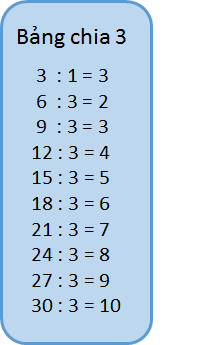 Bảng chia 3
3 : 1 = 3
6 : 3 = 2
9 : 3 = 3
12 : 3 = 4
15 : 3 = 5
18 : 3 = 6
21 : 3 = 7
24 : 3 = 8
27 : 3 = 9
30 : 3 = 10